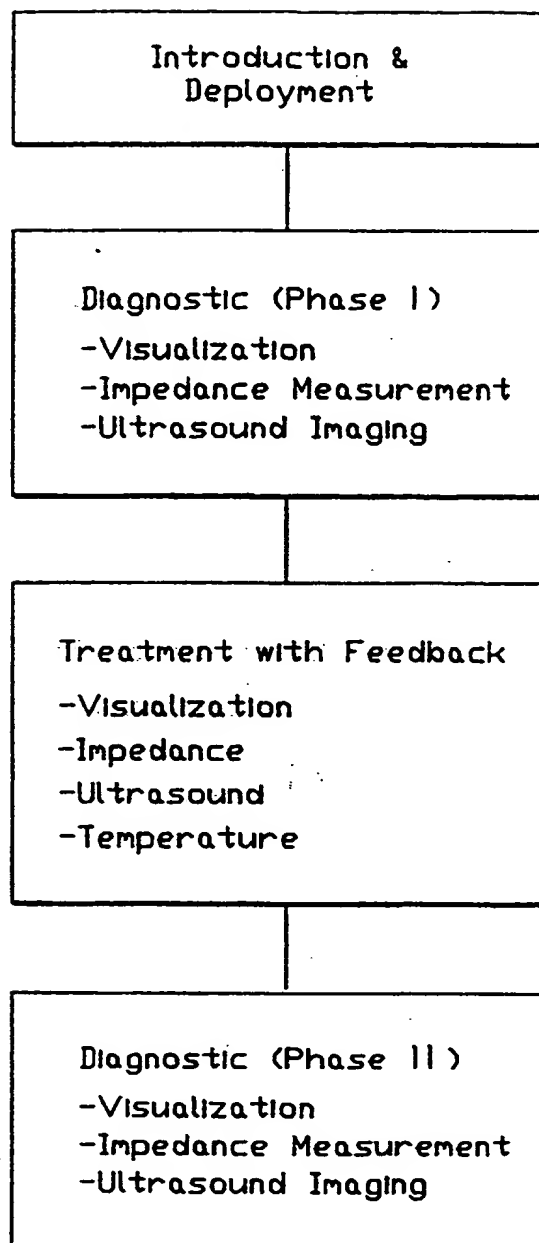 Introduction &
Deployment
Diagnostic (Phase I)
-Visualization
-Impedance Measurement
-Ultrasound Imaging
Treatment with Feedback
-Visualization
-Impedance
-Ultrasound
-Temperature
Diagnostic (Phase II)
-Visualization
-Impedance Measurement
-Ultrasound Imaging